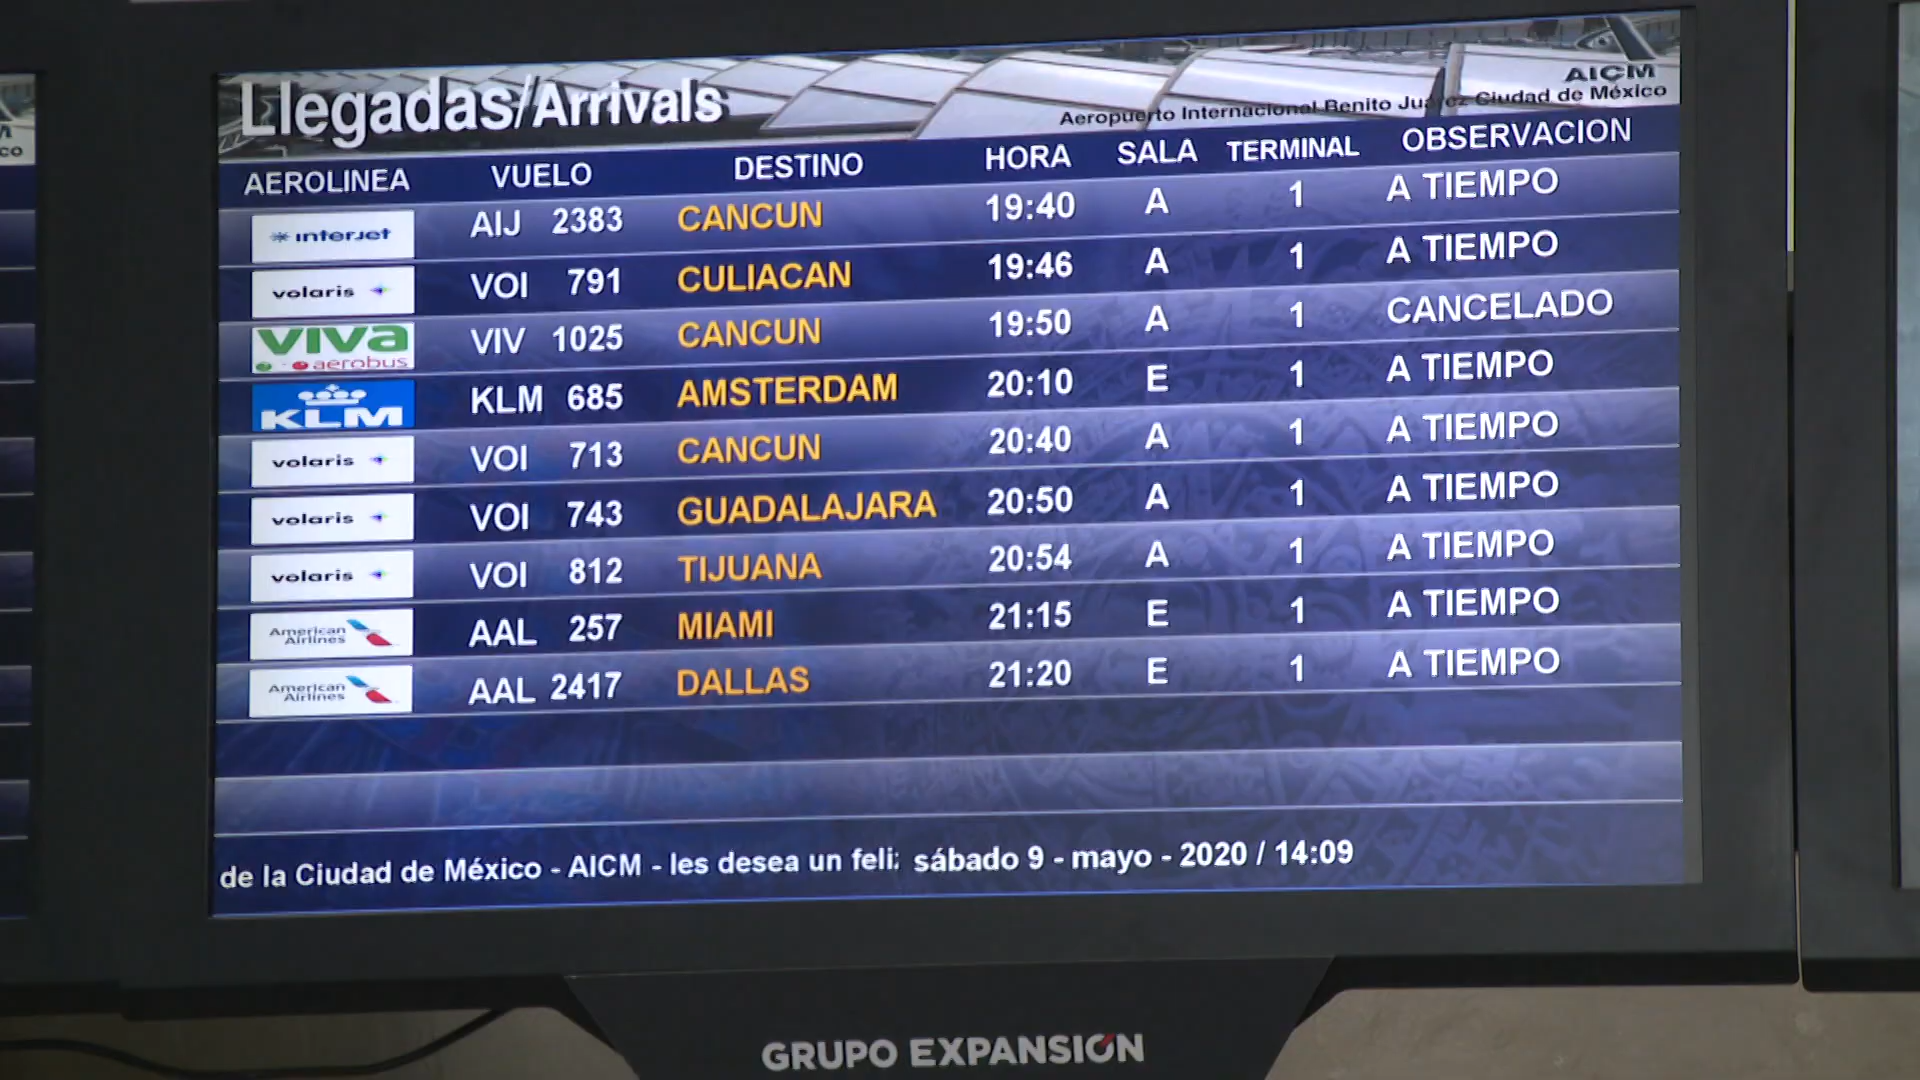 Llegadas/Arrivals
AICM
Aeropuerto Internacional Benito Juárez Ciudad de México
AEROLINEA VUELO DESTINO HORA SALA TERMINAL OBSERVACION
interjet AIJ 2383 CANCUN 19:40 A 1 A TIEMPO
volaris VOI 791 CULIACAN 19:46 A 1 A TIEMPO
viva aerobus VIV 1025 CANCUN 19:50 A 1 CANCELADO
KLM KLM 685 AMSTERDAM 20:10 E 1 A TIEMPO
volaris VOI 713 CANCUN 20:40 A 1 A TIEMPO
volaris VOI 743 GUADALAJARA 20:50 A 1 A TIEMPO
volaris VOI 812 TIJUANA 20:54 A 1 A TIEMPO
American Airlines AAL 257 MIAMI 21:15 E 1 A TIEMPO
American Airlines AAL 2417 DALLAS 21:20 E 1 A TIEMPO
de la Ciudad de México - AICM - les desea un feli sábado 9 - mayo - 2020 / 14:09
GRUPO EXPANSIÓN